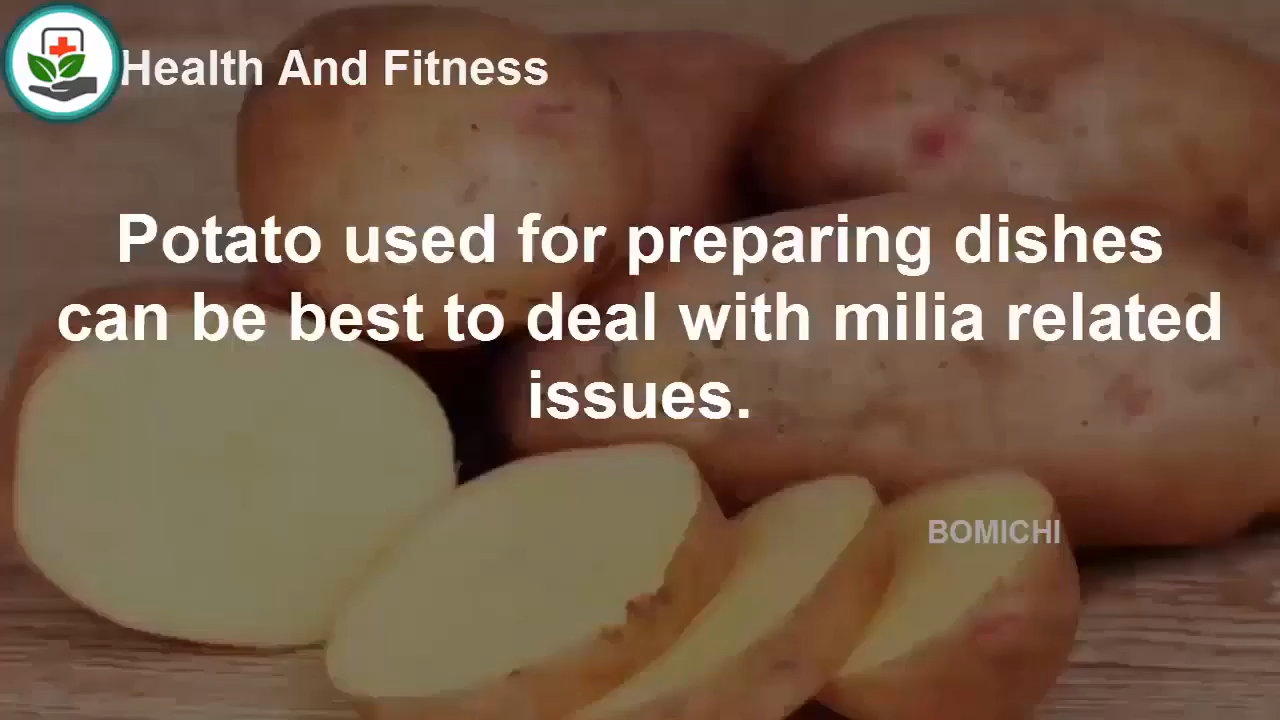 Health And Fitness
Potato used for preparing dishes
can be best to deal with milia related
issues.
BOMICHI